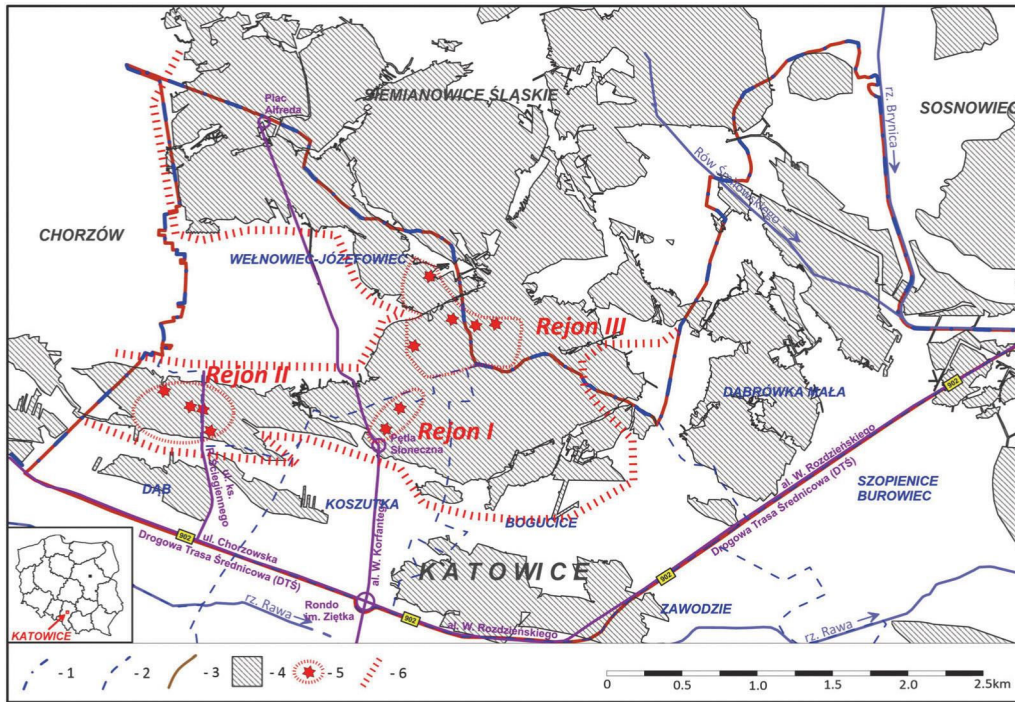 Plac
Alfreda
SIEMIANOWICE ŚLĄSKIE
rz. Brynica
SOSNOWIEC
CHORZÓW
WEŁNOWIEC-JÓZEFOWIEC
Rejon III
Rejon II
Rejon I
DĄBRÓWKA MAŁA
Pętla
Słoneczna
ul. ks.
DĄB
KOSZUTKA
BOGUCICE
SZOPIENICE
BUROWIEC
al. W. Rozdzieńskiego
Drogowa Trasa Średnicowa (DTŚ)
902
902
ul. Chorzowska
Drogowa Trasa Średnicowa (DTŚ)
al. W. Korfantego
KATOWICE
902
ZAWODZIE
rz. Rawa
Rondo
im. Ziętka
902
al. W. Rozdzieńskiego
rz. Rawa
KATOWICE
- 1
- 2
- 3
- 4
- 5
- 6
0 0.5 1.0 1.5 2.0 2.5km